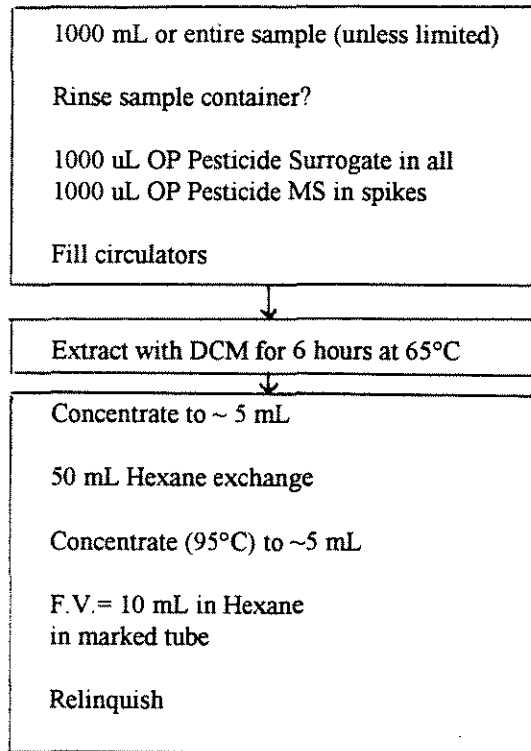 1000 mL or entire sample (unless limited)
Rinse sample container?
1000 uL OP Pesticide Surrogate in all
1000 uL OP Pesticide MS in spikes
Fill circulators
Extract with DCM for 6 hours at 65°C
Concentrate to ~ 5 mL
50 mL Hexane exchange
Concentrate (95°C) to ~5 mL
F.V.= 10 mL in Hexane
in marked tube
Relinquish